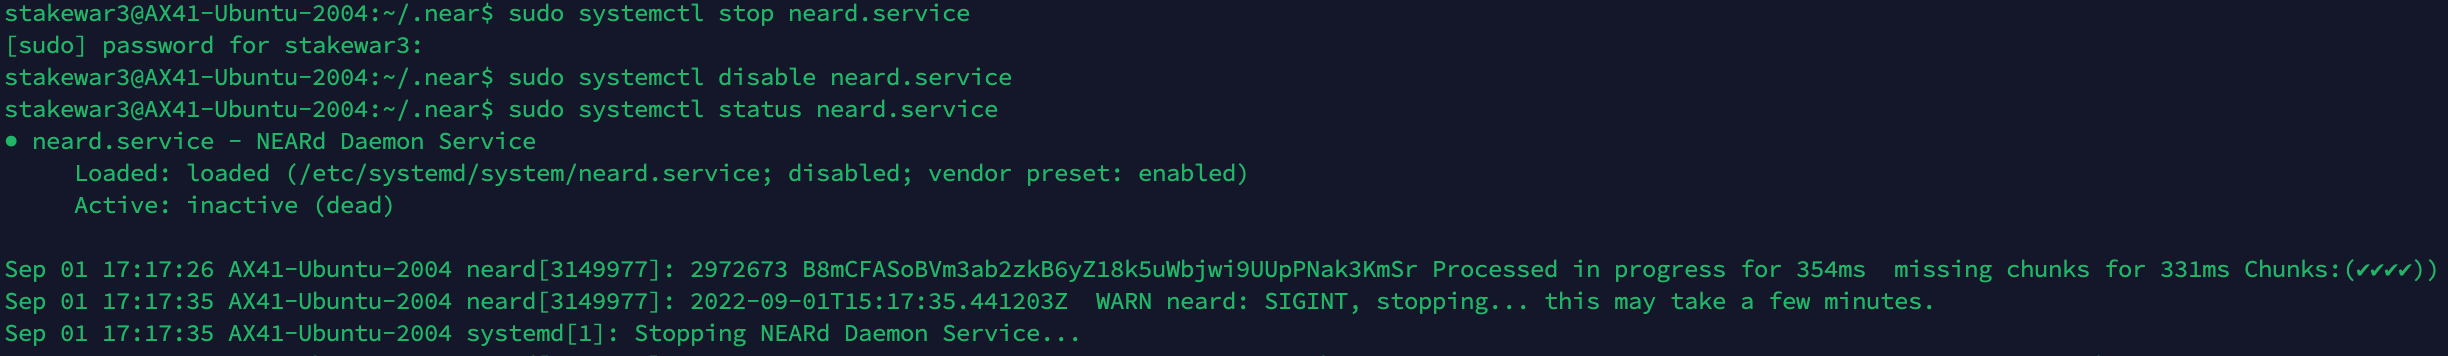 stakewar3@AX41-Ubuntu-2004:~/.near$ sudo systemctl stop neard.service
[sudo] password for stakewar3:
stakewar3@AX41-Ubuntu-2004:~/.near$ sudo systemctl disable neard.service
stakewar3@AX41-Ubuntu-2004:~/.near$ sudo systemctl status neard.service
● neard.service - NEARd Daemon Service
Loaded: loaded (/etc/systemd/system/neard.service; disabled; vendor preset: enabled)
Active: inactive (dead)
Sep 01 17:17:26 AX41-Ubuntu-2004 neard[3149977]: 2972673 B8mCFASoBVm3ab2zkB6yZ18k5uWbjwi9UUpPNak3KmSr Processed in progress for 354ms  missing chunks for 331ms Chunks:(✔✔✔✔))
Sep 01 17:17:35 AX41-Ubuntu-2004 neard[3149977]: 2022-09-01T15:17:35.441203Z  WARN neard: SIGINT, stopping... this may take a few minutes.
Sep 01 17:17:35 AX41-Ubuntu-2004 systemd[1]: Stopping NEARd Daemon Service...